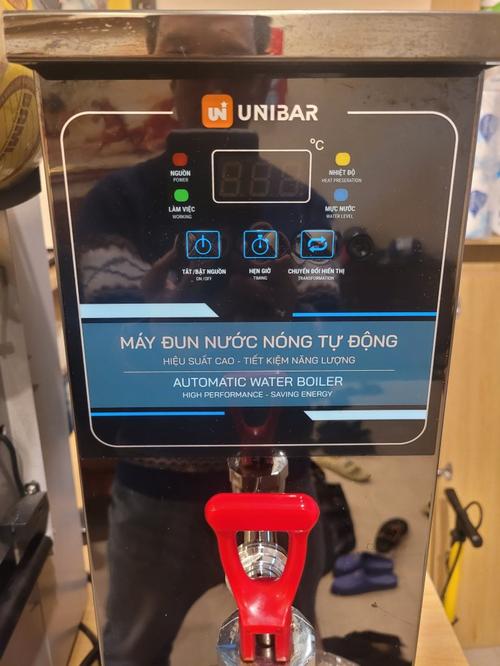 UN UNIBAR
°C
NGUỒN
POWER
NHIỆT ĐỘ
HEAT PRESERATION
LÀM VIỆC
WORKING
MỰC NƯỚC
WATER LEVEL
TẮT /BẬT NGUỒN
ON / OFF
HẸN GIỜ
TIMING
CHUYỂN ĐỔI HIỂN THỊ
TRANSFORMATION
MÁY ĐUN NƯỚC NÓNG TỰ ĐỘNG
HIỆU SUẤT CAO - TIẾT KIỆM NĂNG LƯỢNG
AUTOMATIC WATER BOILER
HIGH PERFORMANCE - SAVING ENERGY